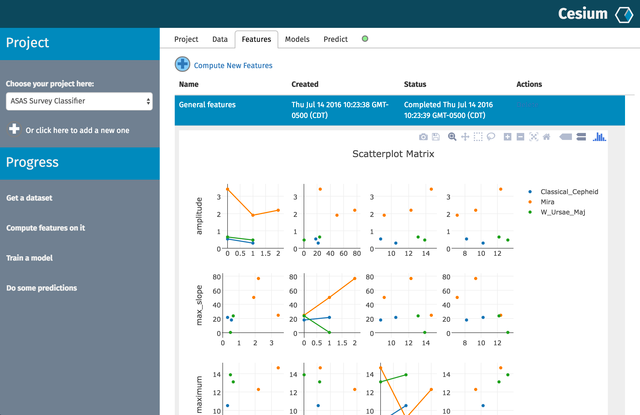 Cesium
Project
Project Data Features Models Predict
Compute New Features
Choose your project here:
ASAS Survey Classifier
Or click here to add a new one
Name Created Status Actions
General features Thu Jul 14 2016 Completed Thu Jul 14 2016
10:23:38 GMT- 10:23:39 GMT-0500 (CDT)
0500 (CDT)
Progress
Get a dataset
Compute features on it
Train a model
Do some predictions
Scatterplot Matrix
Classical_Cepheid
Mira
W_Ursae_Maj
amplitude
3 3 3 3
2 2 2 2
1 1 1 1
0 0 0 0
0 0.5 1 1.5 2 0 20 40 60 80 10 12 14 8 10 12
max_slope
80 80 80 80
60 60 60 60
40 40 40 40
20 20 20 20
0 0 0 0
0 1 2 3 0 0.5 1 1.5 2 10 12 14 8 10 12
maximum
14 14 14 14
12 12 12 12
10 10 10 10